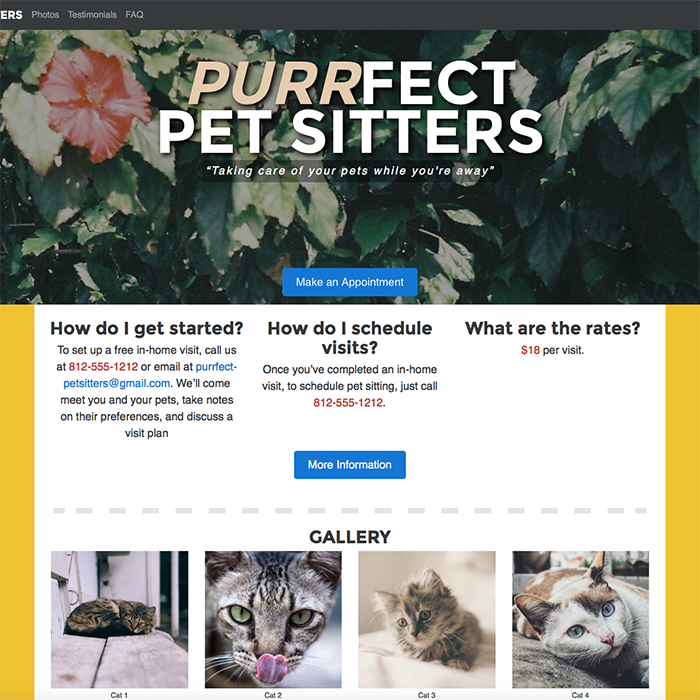 TERS Photos Testimonials FAQ
PURRFECT
PET SITTERS
“Taking care of your pets while you're away”
Make an Appointment
How do I get started?
To set up a free in-home visit, call us
at 812-555-1212 or email at purrfect-
petsitters@gmail.com. We'll come
meet you and your pets, take notes
on their preferences, and discuss a
visit plan
How do I schedule
visits?
Once you've completed an in-home
visit, to schedule pet sitting, just call
812-555-1212.
What are the rates?
$18 per visit.
More Information
GALLERY
Cat 1
Cat 2
Cat 3
Cat 4